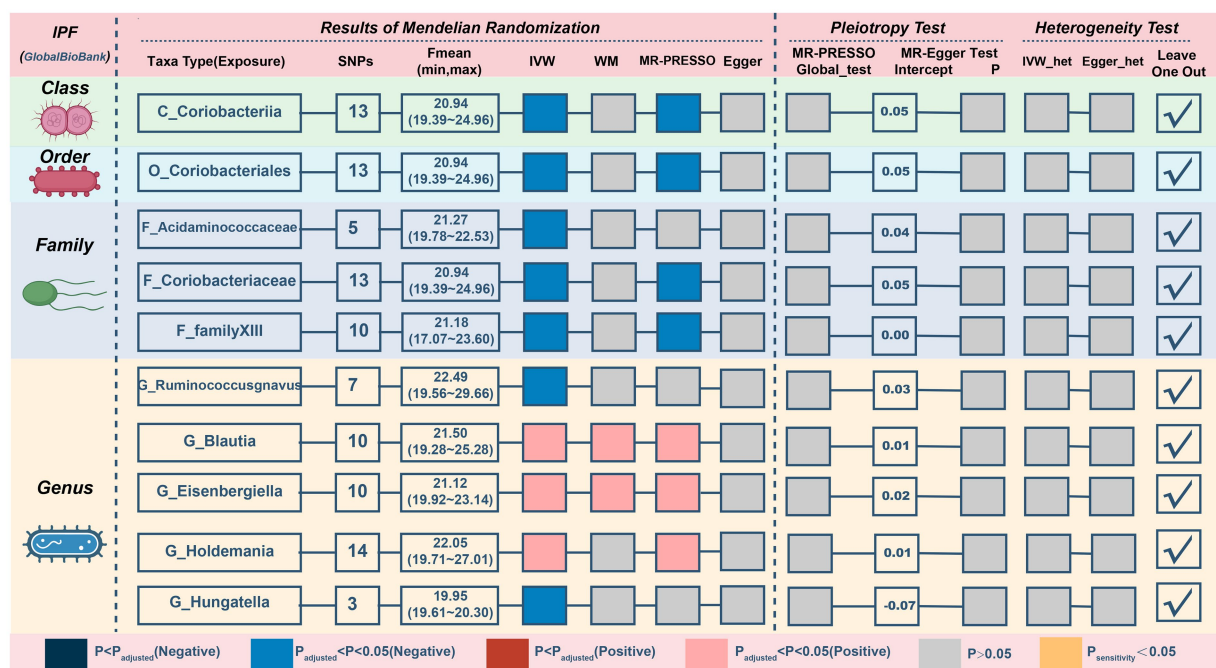 IPF
(GlobalBioBank)
Results of Mendelian Randomization
Pleiotropy Test
Heterogeneity Test
Taxa Type(Exposure)
SNPs
Fmean
(min,max)
IVW
WM
MR-PRESSO
Egger
MR-PRESSO
Global_test
MR-Egger Test
Intercept P
IVW_het
Egger_het
Leave
One Out
Class
C_Coriobacteriia
13
20.94
(19.39~24.96)
0.05
Order
O_Coriobacteriales
13
20.94
(19.39~24.96)
0.05
Family
F_Acidaminococcaceae
5
21.27
(19.78~22.53)
0.04
F_Coriobacteriaceae
13
20.94
(19.39~24.96)
0.05
F_familyXIII
10
21.18
(17.07~23.60)
0.00
Genus
G_Ruminococcusgnavus
7
22.49
(19.56~29.66)
0.03
G_Blautia
10
21.50
(19.28~25.28)
0.01
G_Eisenbergiella
10
21.12
(19.92~23.14)
0.02
G_Holdemania
14
22.05
(19.71~27.01)
0.01
G_Hungatella
3
19.95
(19.61~20.30)
-0.07
P<Padjusted(Negative)
Padjusted<P<0.05(Negative)
P<Padjusted(Positive)
Padjusted<P<0.05(Positive)
P>0.05
Psensitivity<0.05